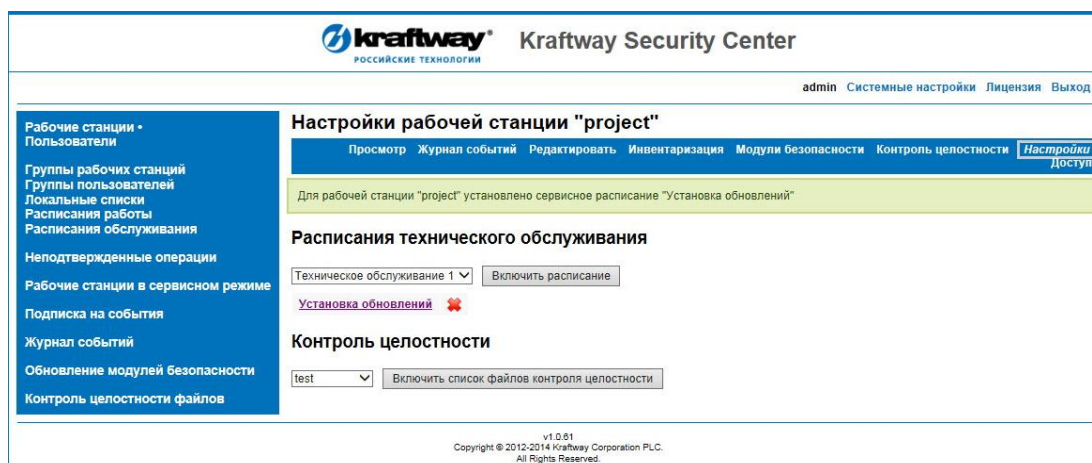 kraftway®
РОССИЙСКИЕ ТЕХНОЛОГИИ
Kraftway Security Center
admin Системные настройки Лицензия Выход
Рабочие станции •
Пользователи
Группы рабочих станций
Группы пользователей
Локальные списки
Расписания работы
Расписания обслуживания
Неподтвержденные операции
Рабочие станции в сервисном режиме
Подписка на события
Журнал событий
Обновление модулей безопасности
Контроль целостности файлов
Настройки рабочей станции "project"
Просмотр Журнал событий Редактировать Инвентаризация Модули безопасности Контроль целостности Настройки
Доступ
Для рабочей станции "project" установлено сервисное расписание "Установка обновлений"
Расписания технического обслуживания
Техническое обслуживание 1 Включить расписание
Установка обновлений
Контроль целостности
test Включить список файлов контроля целостности
v1.0.61
Copyright © 2012-2014 Kraftway Corporation PLC.
All Rights Reserved.